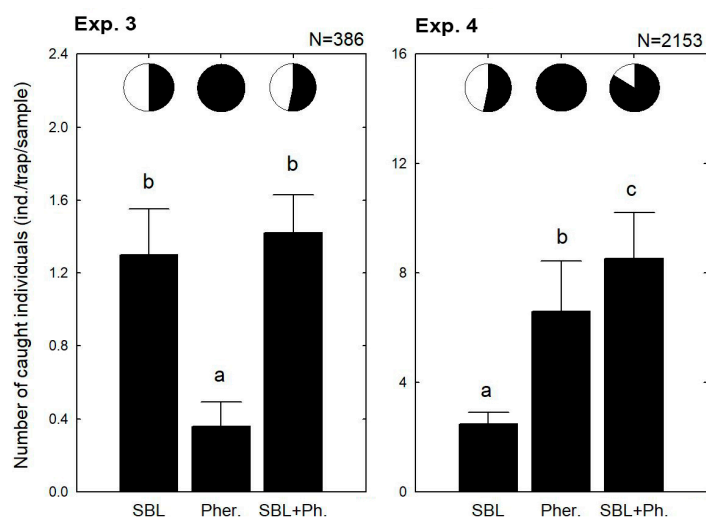 Exp. 3
N=386
Number of caught individuals (ind./trap/sample)
2.4
2.0
1.6
1.2
0.8
0.4
0.0
b
a
b
SBL
Pher.
SBL+Ph.
Exp. 4
N=2153
16
12
8
4
0
a
b
c
SBL
Pher.
SBL+Ph.